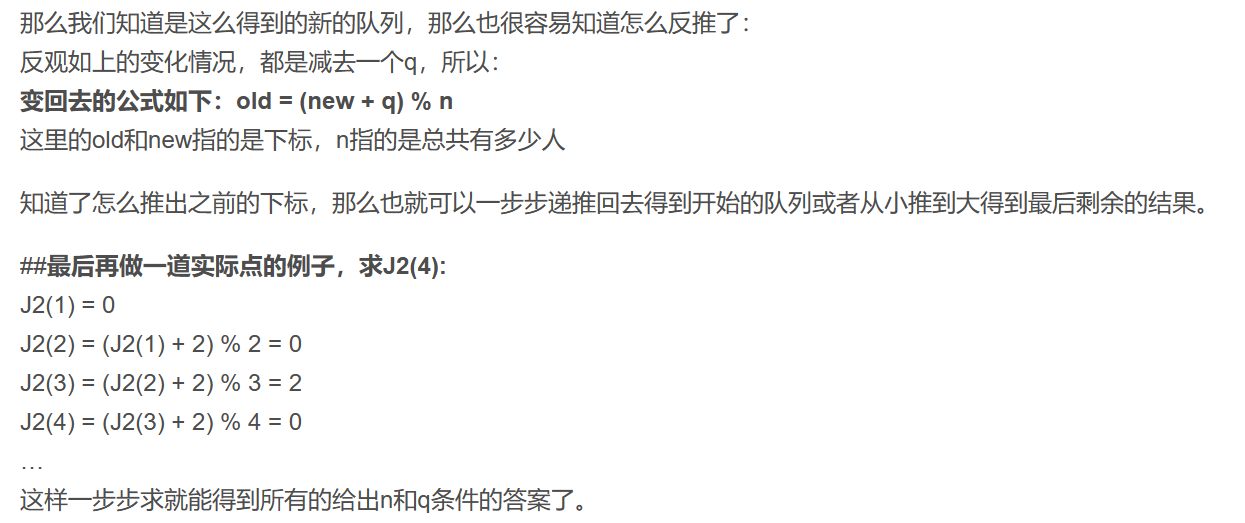 那么我们知道是这么得到的新的队列，那么也很容易知道怎么反推了：
反观如上的变化情况，都是减去一个q，所以：
变回去的公式如下：old = (new + q) % n
这里的old和new指的是下标，n指的是总共有多少人
知道了怎么推出之前的下标，那么也就可以一步步递推回去得到开始的队列或者从小推到大得到最后剩余的结果。
##最后再做一道实际点的例子，求J2(4):
J2(1) = 0
J2(2) = (J2(1) + 2) % 2 = 0
J2(3) = (J2(2) + 2) % 3 = 2
J2(4) = (J2(3) + 2) % 4 = 0
…
这样一步步求就能得到所有的给出n和q条件的答案了。